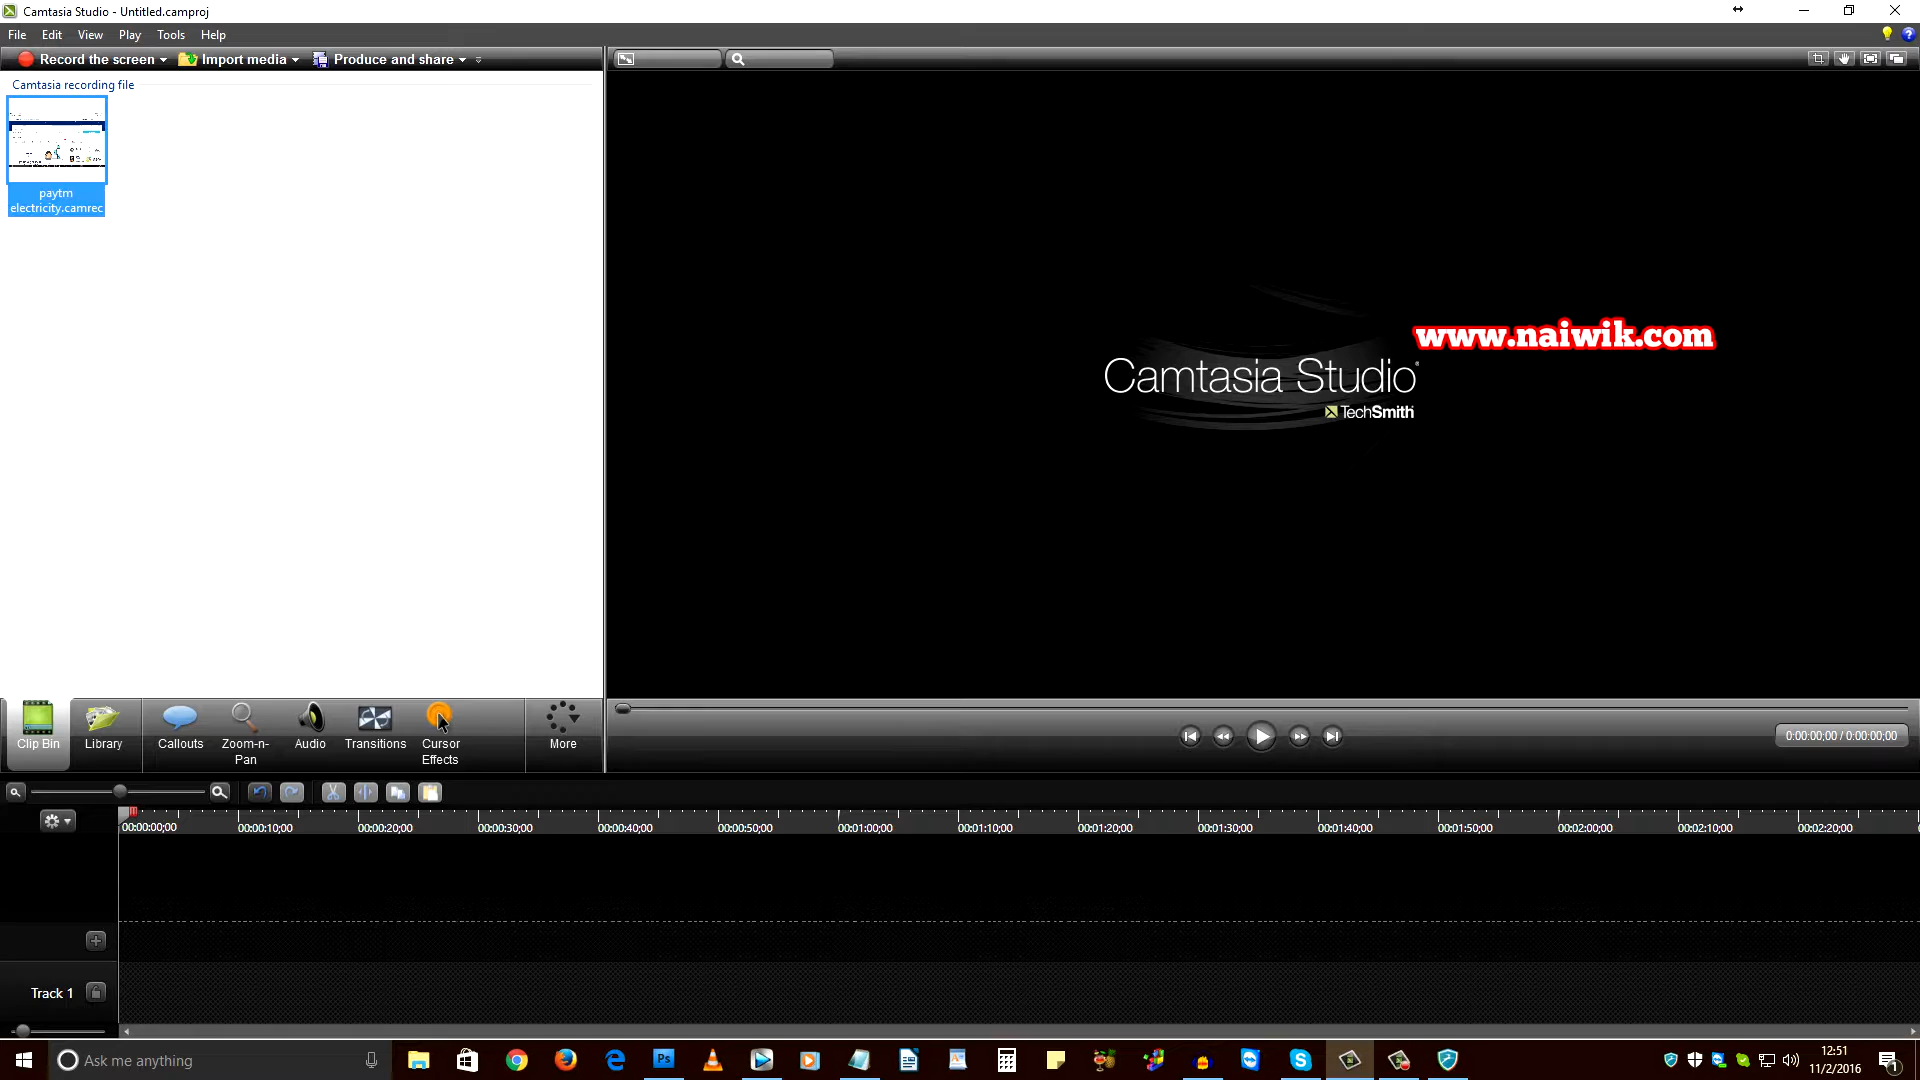 Camtasia Studio - Untitled.camproj
File Edit View Play Tools Help
Record the screen Import media Produce and share
Camtasia recording file
paytm
electricity.camrec
www.naiwik.com
Camtasia Studio®
TechSmith
Clip Bin Library Callouts Zoom-n-Pan Audio Transitions Cursor Effects More
0:00:00;00 / 0:00:00;00
00:00:00;00 00:00:10;00 00:00:20;00 00:00:30;00 00:00:40;00 00:00:50;00 00:01:00;00 00:01:10;00 00:01:20;00 00:01:30;00 00:01:40;00 00:01:50;00 00:02:00;00 00:02:10;00 00:02:20;00
Track 1
Ask me anything
Ps
12:51
11/2/2016
1